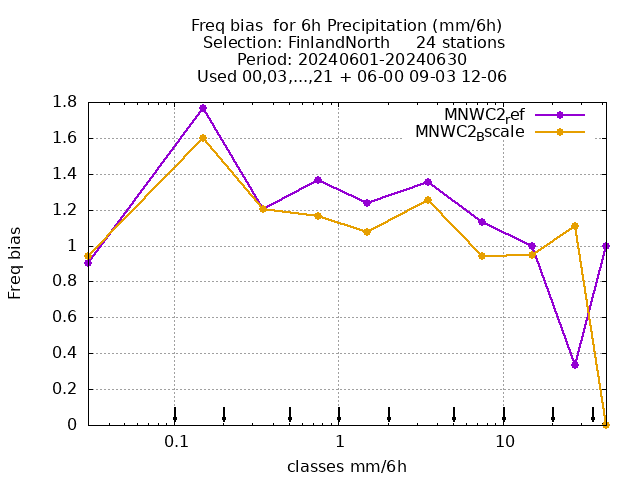 Freq bias  for 6h Precipitation (mm/6h)
Selection: FinlandNorth     24 stations
Period: 20240601-20240630
Used 00,03,...,21 + 06-00 09-03 12-06
MNWC2_ref
MNWC2_Bscale
1.8
1.6
1.4
1.2
1
0.8
0.6
0.4
0.2
0
Freq bias
0.1 1 10
classes mm/6h